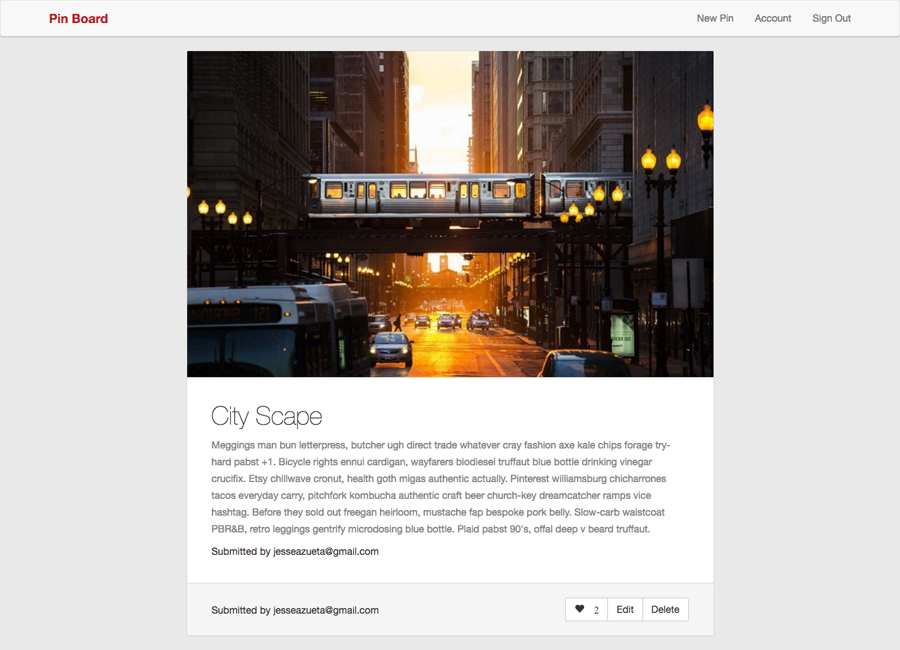 Pin Board
New Pin Account Sign Out
City Scape
Meggings man bun letterpress, butcher ugh direct trade whatever cray fashion axe kale chips forage try-
hard pabst +1. Bicycle rights ennui cardigan, wayfarers biodiesel truffaut blue bottle drinking vinegar
crucifix. Etsy chillwave cronut, health goth migas authentic actually. Pinterest williamsburg chicharrones
tacos everyday carry, pitchfork kombucha authentic craft beer church-key dreamcatcher ramps vice
hashtag. Before they sold out freegan heirloom, mustache fap bespoke pork belly. Slow-carb waistcoat
PBR&B, retro leggings gentrify microdosing blue bottle. Plaid pabst 90's, offal deep v beard truffaut.
Submitted by jesseazueta@gmail.com
Submitted by jesseazueta@gmail.com
2 Edit Delete